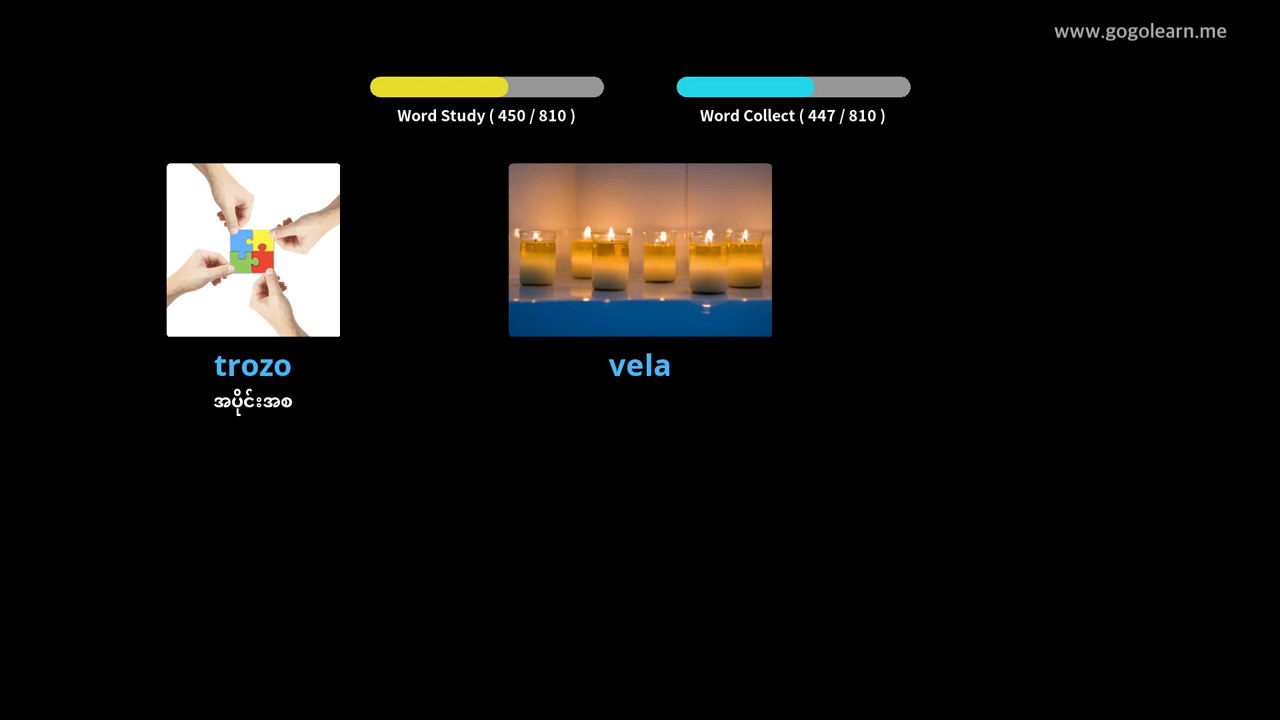 www.gogolearn.me
Word Study ( 450 / 810 )
Word Collect ( 447 / 810 )
trozo
အပိုင်းအစ
vela